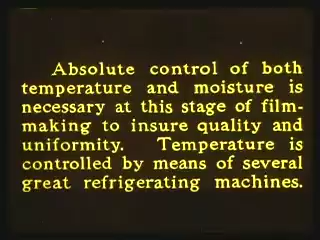 Absolute control of both
temperature and moisture is
necessary at this stage of film-
making to insure quality and
uniformity. Temperature is
controlled by means of several
great refrigerating machines.